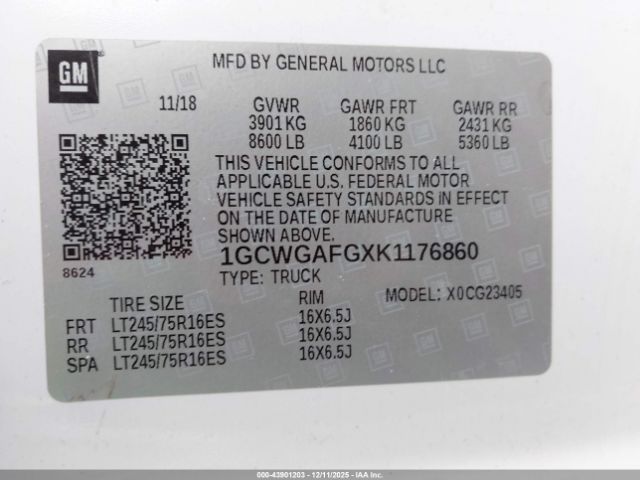 GM
MFD BY GENERAL MOTORS LLC
11/18 GVWR GAWR FRT GAWR RR
3901 KG 1860 KG 2431 KG
8600 LB 4100 LB 5360 LB
THIS VEHICLE CONFORMS TO ALL
APPLICABLE U.S. FEDERAL MOTOR
VEHICLE SAFETY STANDARDS IN EFFECT
ON THE DATE OF MANUFACTURE
SHOWN ABOVE.
1GCWGAFGXK1176860
8624
TYPE: TRUCK
TIRE SIZE RIM MODEL: X0CG23405
FRT LT245/75R16ES 16X6.5J
RR LT245/75R16ES 16X6.5J
SPA LT245/75R16ES 16X6.5J
000-43901203 - 12/11/2025 - IAA Inc.